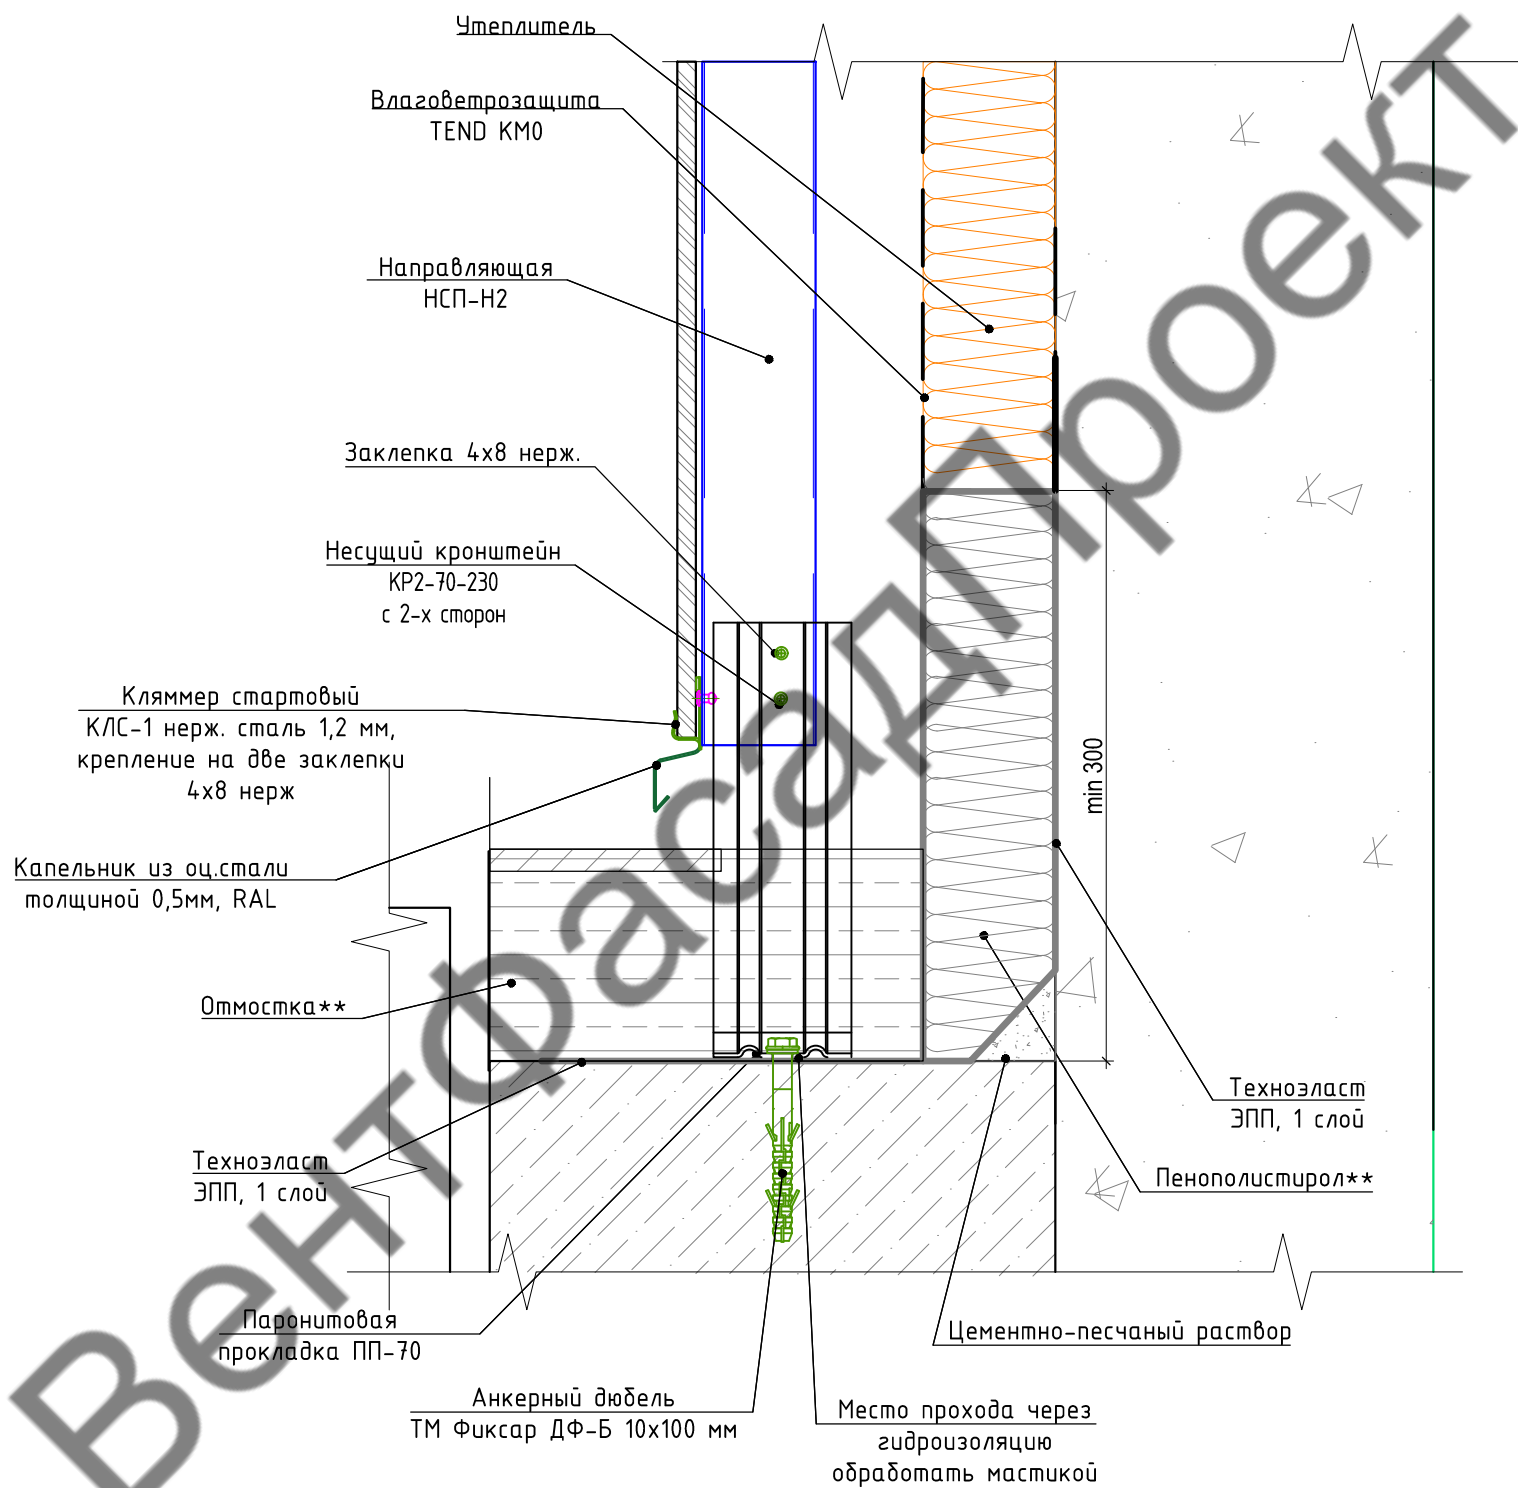 Утеплитель
Влаговетрозащита
TEND KM0
Направляющая
НСП-Н2
Заклепка 4х8 нерж.
Несущий кронштейн
КР2-70-230
с 2-х сторон
Кляммер стартовый
КЛС-1 нерж. сталь 1,2 мм,
крепление на две заклепки
4х8 нерж
Капельник из оц.стали
толщиной 0,5мм, RAL
Отмостка**
min 300
Техноэласт
ЭПП, 1 слой
Пенополистирол**
Техноэласт
ЭПП, 1 слой
Паронитовая
прокладка ПП-70
Цементно-песчаный раствор
Анкерный дюбель
ТМ Фиксар ДФ-Б 10х100 мм
Место прохода через
гидроизоляцию
обработать мастикой
ВентФасадПроект